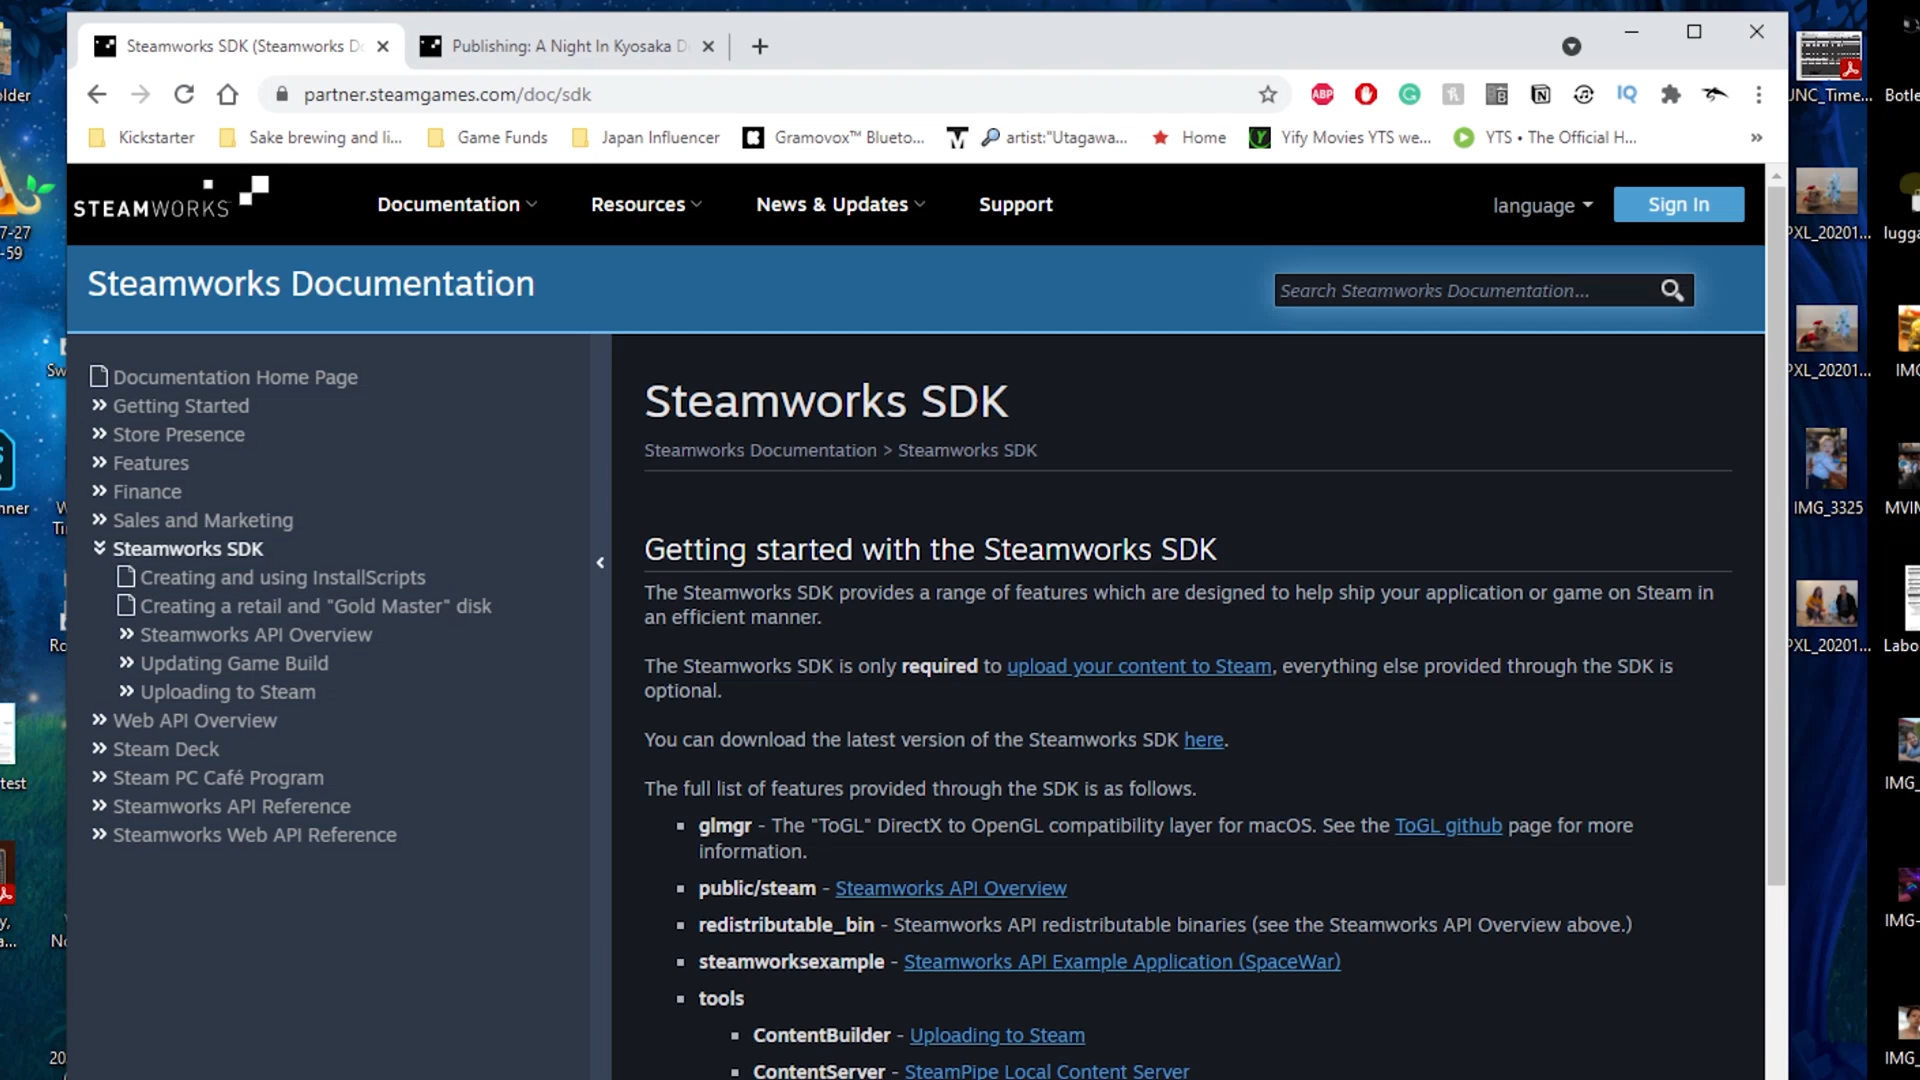 Steamworks SDK (Steamworks D
Publishing: A Night In Kyosaka D
partner.steamgames.com/doc/sdk
ABP
IQ
Kickstarter
Sake brewing and li...
Game Funds
Japan Influencer
Gramovox™ Blueto...
artist:"Utagawa...
Home
Yify Movies YTS we...
YTS • The Official H...
STEAMWORKS
Documentation
Resources
News & Updates
Support
language
Sign In
Steamworks Documentation
Search Steamworks Documentation...
Documentation Home Page
Getting Started
Store Presence
Features
Finance
Sales and Marketing
Steamworks SDK
Creating and using InstallScripts
Creating a retail and "Gold Master" disk
Steamworks API Overview
Updating Game Build
Uploading to Steam
Web API Overview
Steam Deck
Steam PC Café Program
Steamworks API Reference
Steamworks Web API Reference
Steamworks SDK
Steamworks Documentation > Steamworks SDK
Getting started with the Steamworks SDK
The Steamworks SDK provides a range of features which are designed to help ship your application or game on Steam in
an efficient manner.
The Steamworks SDK is only required to upload your content to Steam, everything else provided through the SDK is
optional.
You can download the latest version of the Steamworks SDK here.
The full list of features provided through the SDK is as follows.
glmgr - The "ToGL" DirectX to OpenGL compatibility layer for macOS. See the ToGL github page for more
information.
public/steam - Steamworks API Overview
redistributable_bin - Steamworks API redistributable binaries (see the Steamworks API Overview above.)
steamworksexample - Steamworks API Example Application (SpaceWar)
tools
ContentBuilder - Uploading to Steam
ContentServer - SteamPipe Local Content Server
older
7-27
-59
nner
test
JNC_Time...
PXL_20201...
PXL_20201...
IMG_3325
PXL_20201...
Botle
lugga
IMG
MVIM
Labo
IMG_
IMG-
IMG_